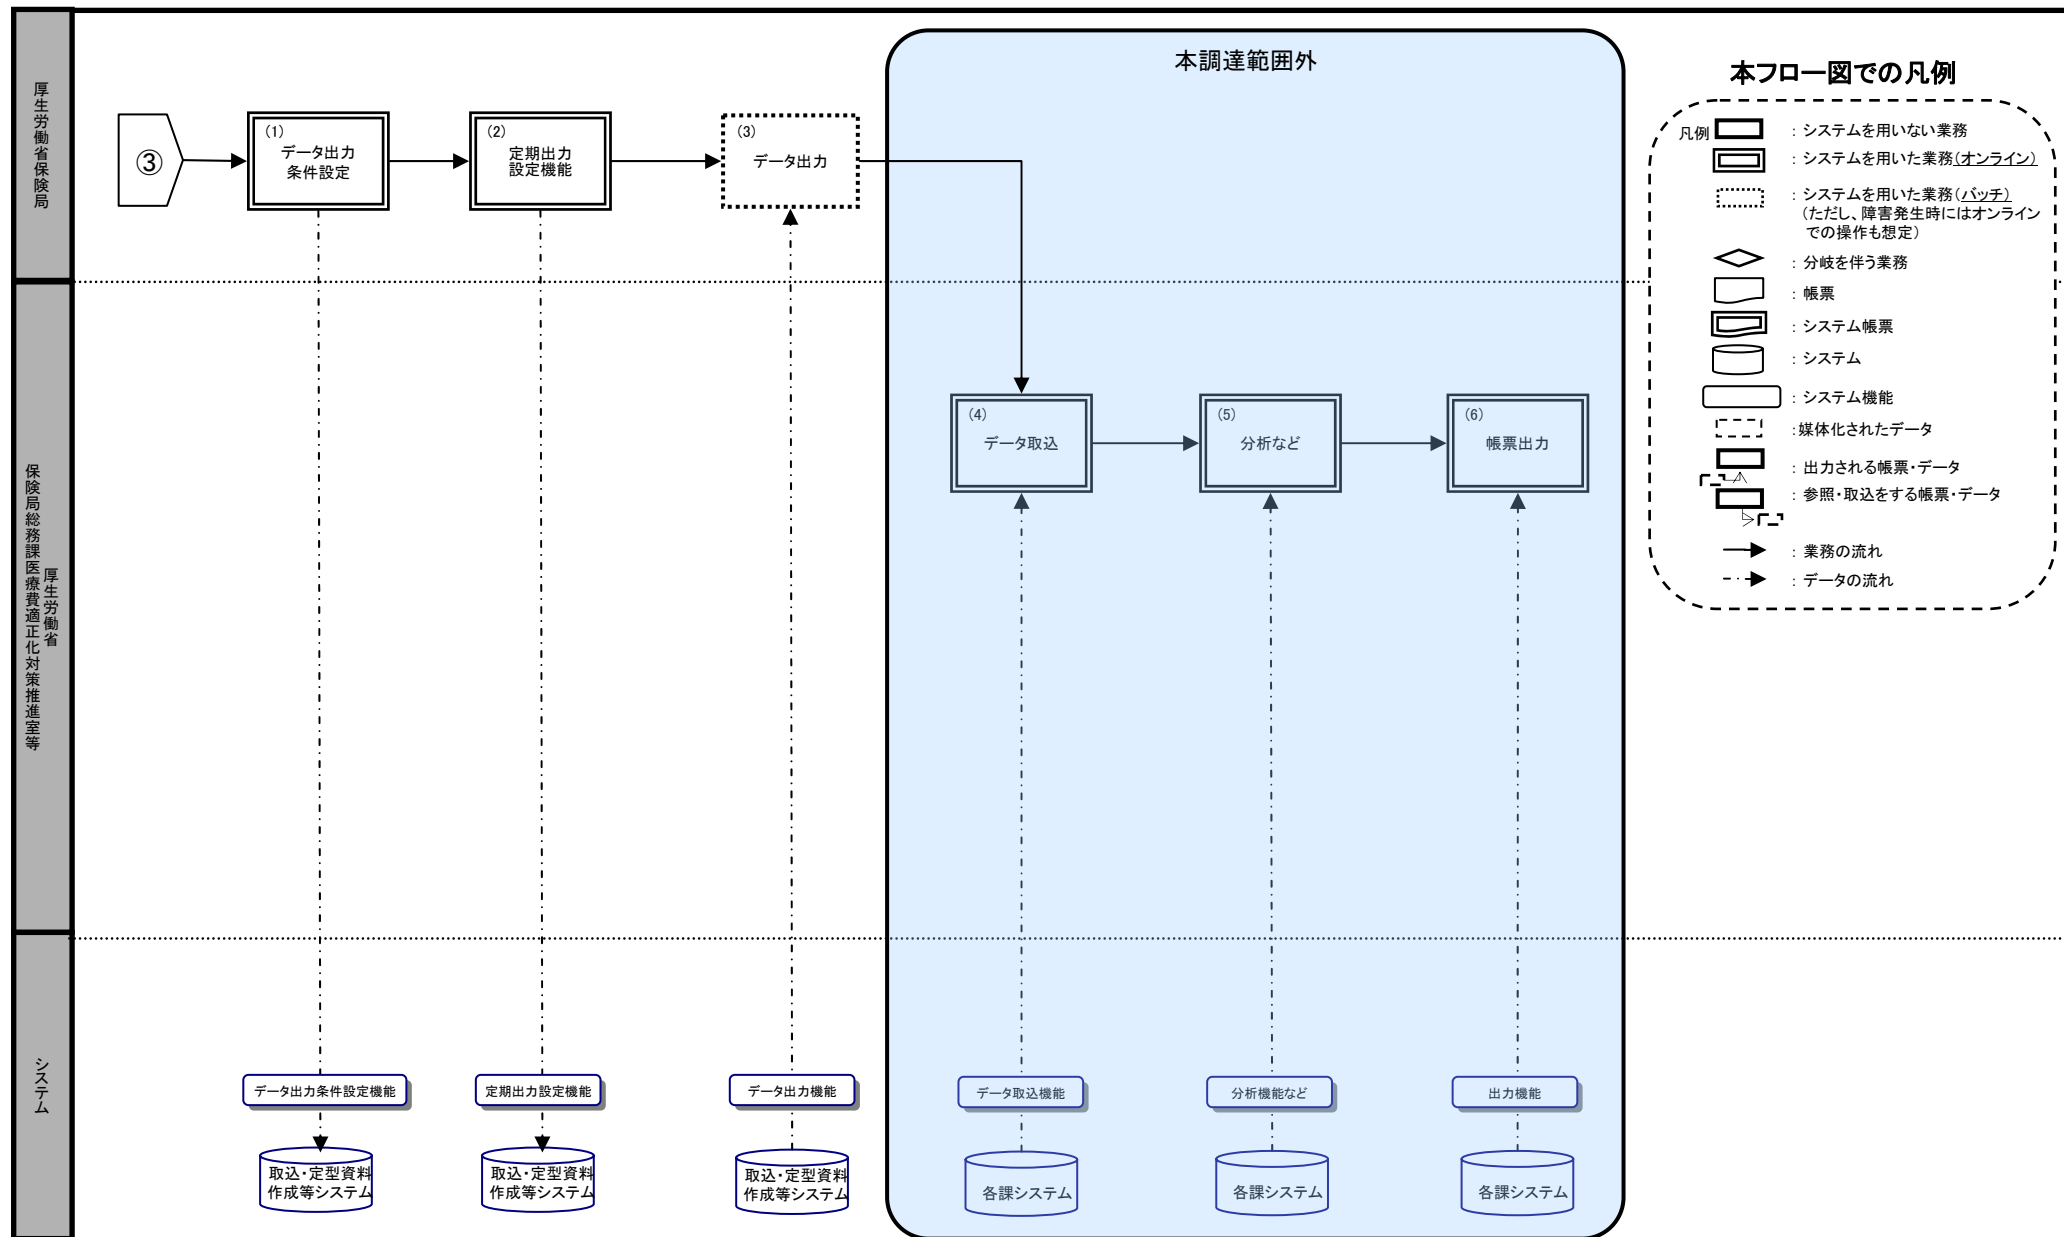 厚生労働省保険局
③
(1)
データ出力
条件設定
(2)
定期出力
設定機能
(3)
データ出力
本調達範囲外
本フロー図での凡例
凡例
：システムを用いない業務
：システムを用いた業務(オンライン)
：システムを用いた業務(バッチ)
(ただし、障害発生時にはオンライン
での操作も想定)
：分岐を伴う業務
：帳票
：システム帳票
：システム
：システム機能
：媒体化されたデータ
：出力される帳票・データ
：参照・取込をする帳票・データ
：業務の流れ
：データの流れ
厚生労働省
保険局総務課医療費適正化対策推進室等
(4)
データ取込
(5)
分析など
(6)
帳票出力
システム
データ出力条件設定機能
定期出力設定機能
データ出力機能
データ取込機能
分析機能など
出力機能
取込・定型資料
作成等システム
取込・定型資料
作成等システム
取込・定型資料
作成等システム
各課システム
各課システム
各課システム